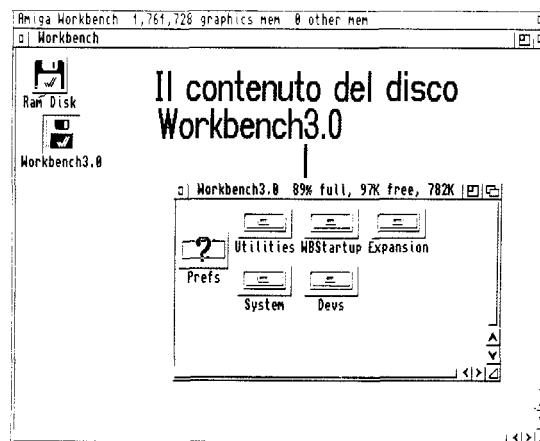 Amiga Workbench 1,761,728 graphics mem 0 other mem
Workbench
Ram Disk
Workbench3.0
Il contenuto del disco
Workbench3.0
Workbench3.0 89% full, 97K free, 782K
Prefs
Utilities WBStartup Expansion
System Devs